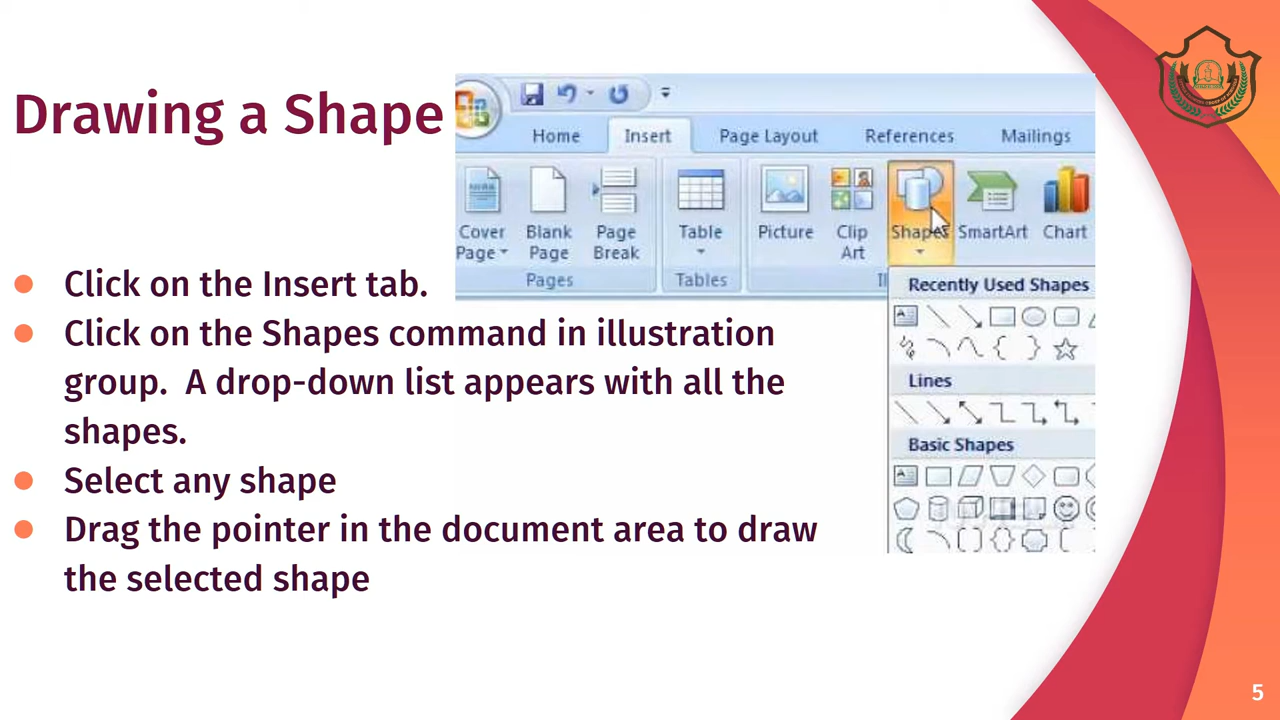 Drawing a Shape
Home Insert Page Layout References Mailings
Cover Page Blank Page Page Break Table Picture Clip Art Shapes SmartArt Chart
Pages Tables
Recently Used Shapes
Lines
Basic Shapes
Click on the Insert tab.
Click on the Shapes command in illustration
group.  A drop-down list appears with all the
shapes.
Select any shape
Drag the pointer in the document area to draw
the selected shape
5